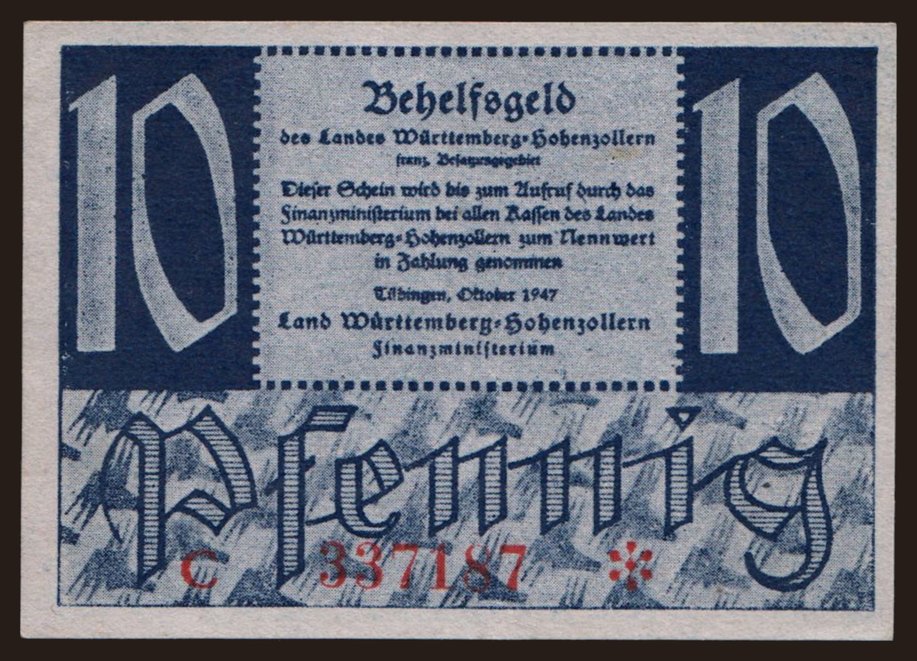 10
Behelfsgeld
des Landes Württemberg-Hohenzollern
franz. Besatzungsgebiet
Dieser Schein wird bis zum Aufruf durch das
Finanzministerium bei allen Kassen des Landes
Württemberg-Hohenzollern zum Nennwert
in Zahlung genommen
Tübingen, Oktober 1947
Land Württemberg-Hohenzollern
Finanzministerium
10
Pfennig
C 337187 *